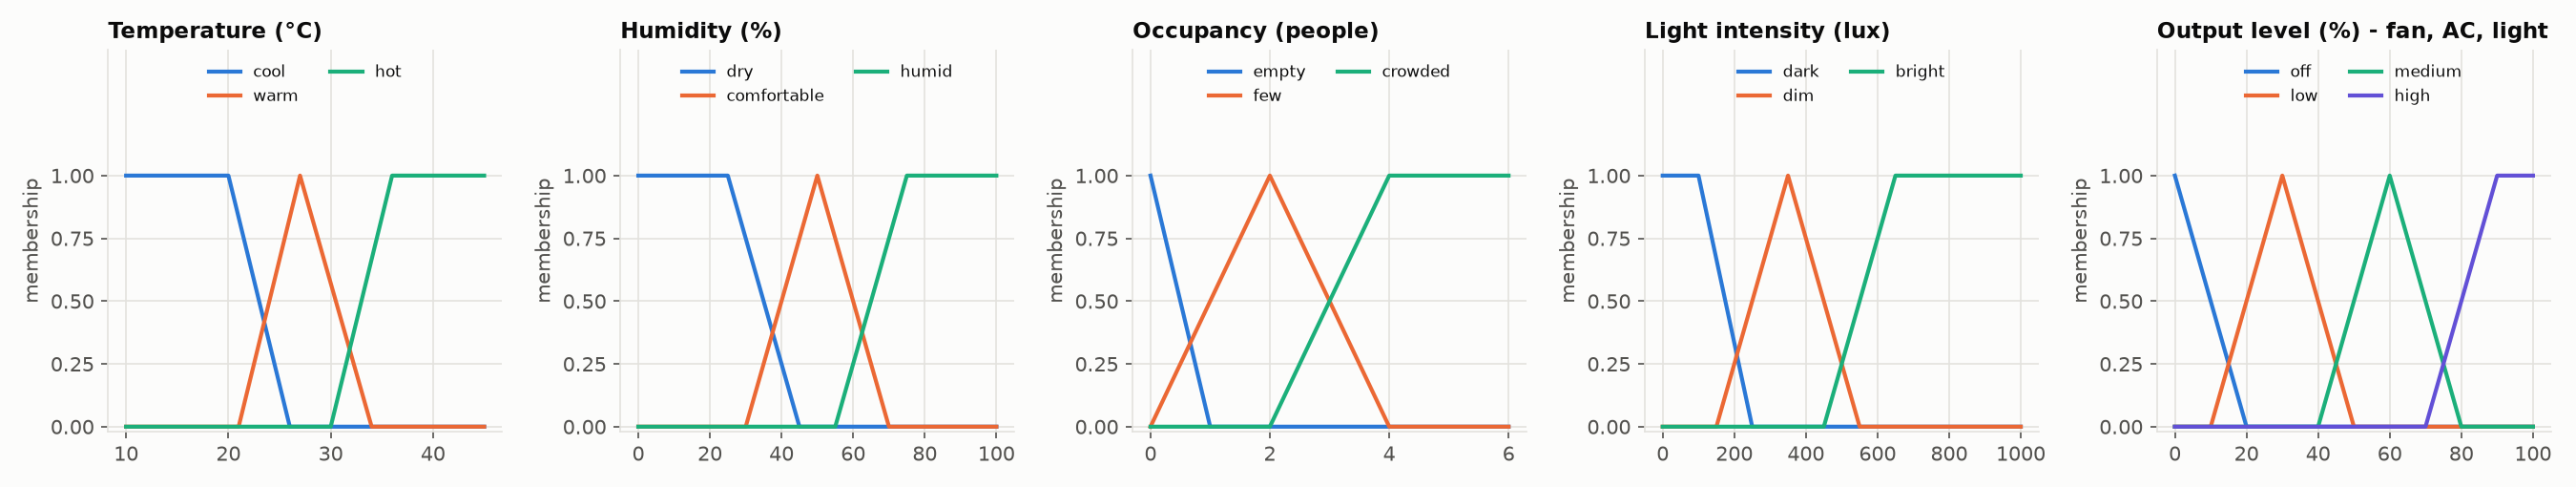 Temperature (°C)
cool
hot
warm
membership
1.00
0.75
0.50
0.25
0.00
10
20
30
40
Humidity (%)
dry
humid
comfortable
membership
1.00
0.75
0.50
0.25
0.00
0
20
40
60
80
100
Occupancy (people)
empty
crowded
few
membership
1.00
0.75
0.50
0.25
0.00
0
2
4
6
Light intensity (lux)
dark
bright
dim
membership
1.00
0.75
0.50
0.25
0.00
0
200
400
600
800
1000
Output level (%) - fan, AC, light
off
medium
low
high
membership
1.00
0.75
0.50
0.25
0.00
0
20
40
60
80
100